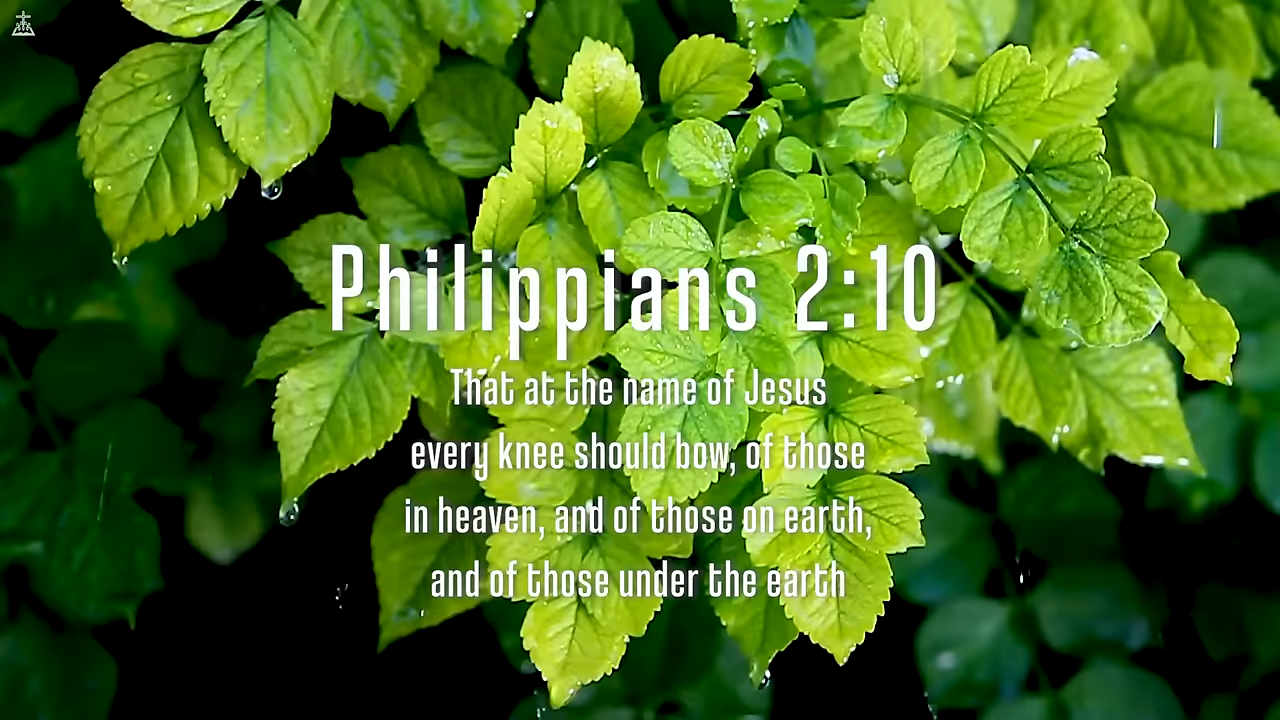 Philippians 2:10
That at the name of Jesus
every knee should bow, of those
in heaven, and of those on earth,
and of those under the earth